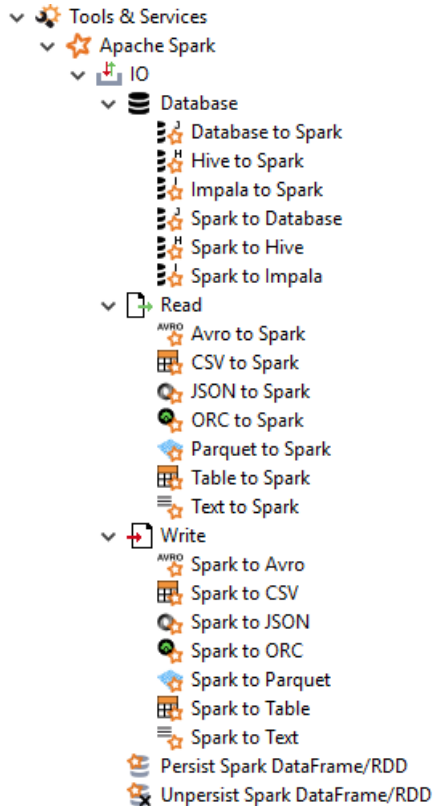 Tools & Services
Apache Spark
IO
Database
J Database to Spark
H Hive to Spark
I Impala to Spark
J Spark to Database
H Spark to Hive
I Spark to Impala
Read
AVRO Avro to Spark
CSV to Spark
JSON to Spark
ORC to Spark
Parquet to Spark
Table to Spark
Text to Spark
Write
AVRO Spark to Avro
Spark to CSV
Spark to JSON
Spark to ORC
Spark to Parquet
Spark to Table
Spark to Text
Persist Spark DataFrame/RDD
Unpersist Spark DataFrame/RDD